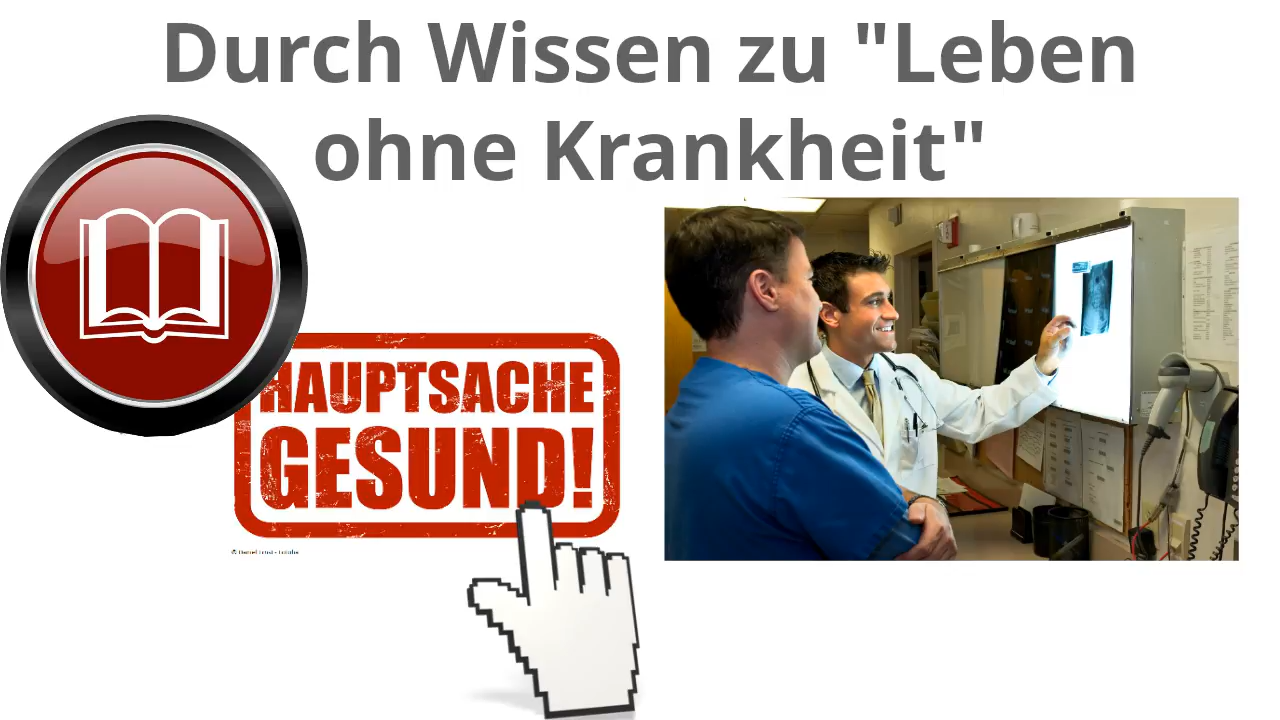 Durch Wissen zu "Leben
ohne Krankheit"
HAUPTSACHE
GESUND!